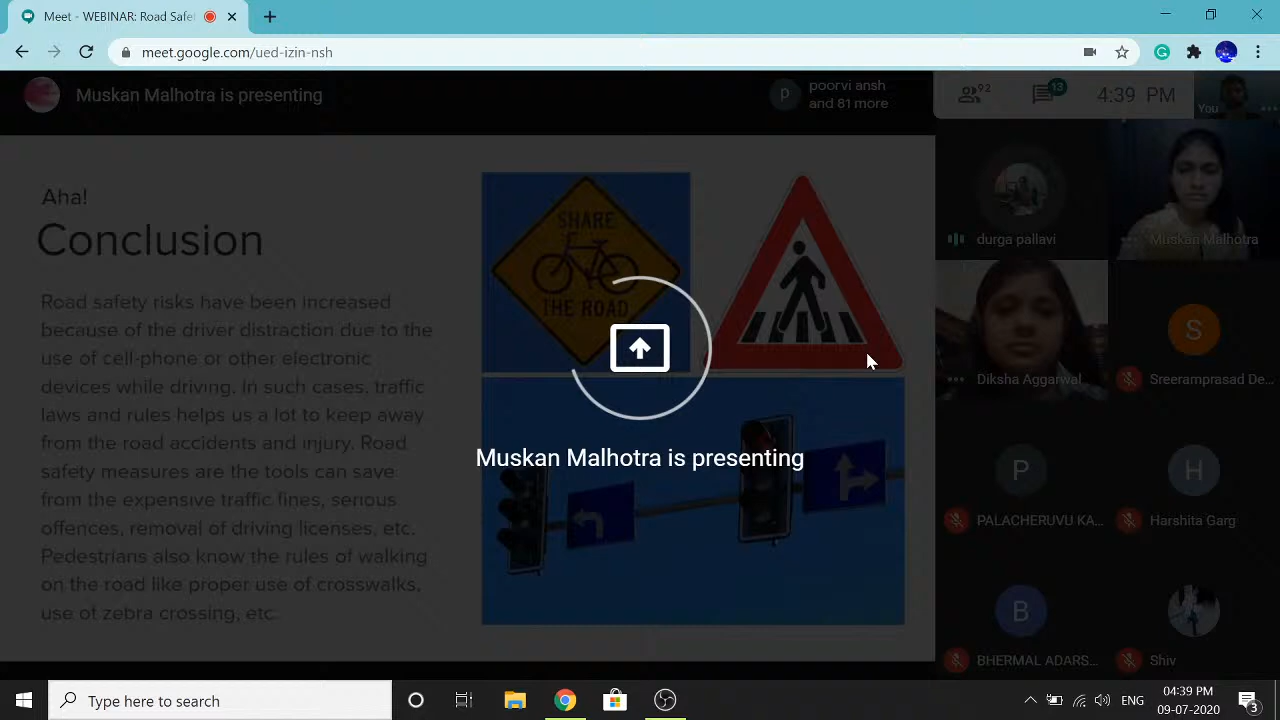 Meet - WEBINAR: Road Safe
meet.google.com/ued-izin-nsh
Muskan Malhotra is presenting
p
poorvi ansh
and 81 more
92
13
4:39 PM
You
Aha!
Conclusion
Road safety risks have been increased
because of the driver distraction due to the
use of cell-phone or other electronic
devices while driving. In such cases, traffic
laws and rules helps us a lot to keep away
from the road accidents and injury. Road
safety measures are the tools can save
from the expensive traffic fines, serious
offences, removal of driving licenses, etc.
Pedestrians also know the rules of walking
on the road like proper use of crosswalks,
use of zebra crossing, etc.
SHARE
THE ROAD
Muskan Malhotra is presenting
durga pallavi
Muskan Malhotra
Diksha Aggarwal
S
Sreeramprasad De...
P
PALACHERUVU KA...
H
Harshita Garg
B
BHERMAL ADARS...
Shiv
Type here to search
ENG
04:39 PM
09-07-2020
3